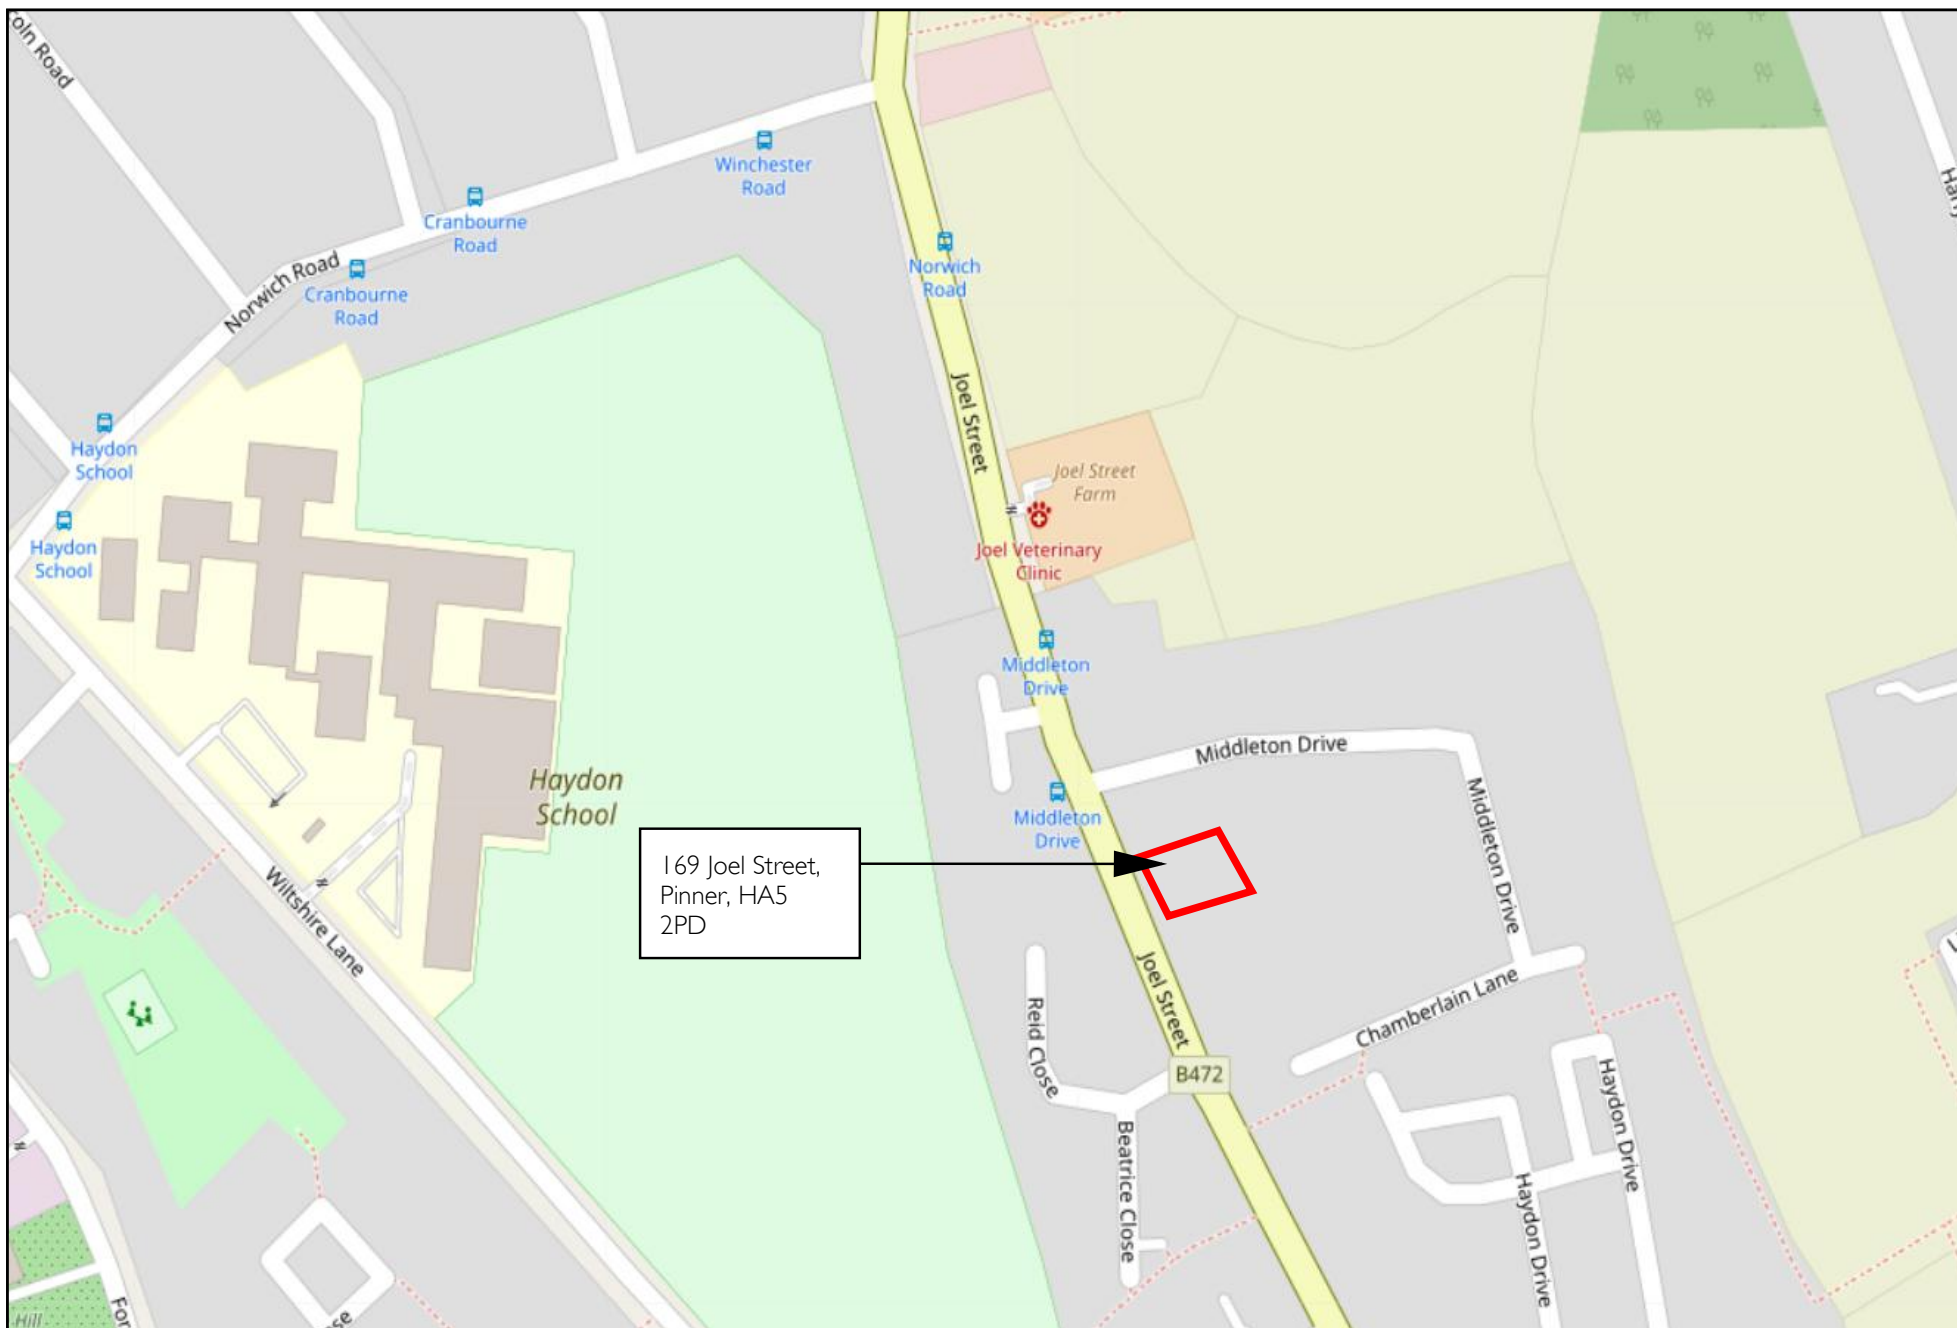 Winchester
Road
Cranbourne
Road
Norwich Road
Cranbourne
Road
Norwich
Road
Joel Street
Haydon
School
Haydon
School
Joel Street
Farm
Joel Veterinary
Clinic
Middleton
Drive
Middleton Drive
Middleton
Drive
Middleton Drive
Haydon
School
169 Joel Street,
Pinner, HA5
2PD
Wiltshire Lane
Joel Street
Reid Close
Chamberlain Lane
B472
Haydon Drive
Beatrice Close
Haydon Drive
Hill